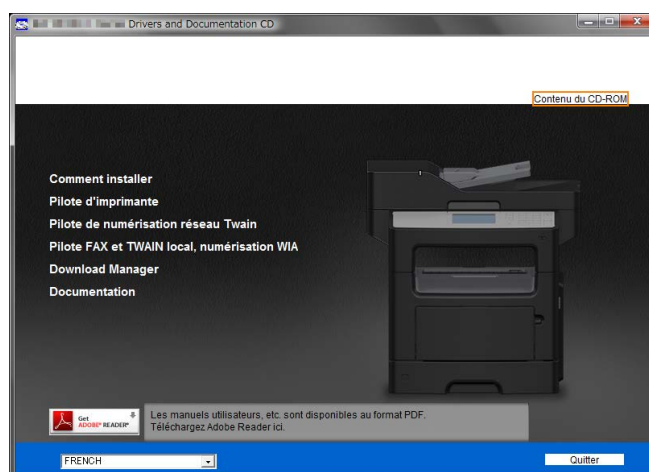 Drivers and Documentation CD
Contenu du CD-ROM
Comment installer
Pilote d'imprimante
Pilote de numérisation réseau Twain
Pilote FAX et TWAIN local, numérisation WIA
Download Manager
Documentation
Get
ADOBE® READER®
Les manuels utilisateurs, etc. sont disponibles au format PDF.
Téléchargez Adobe Reader ici.
FRENCH
Quitter